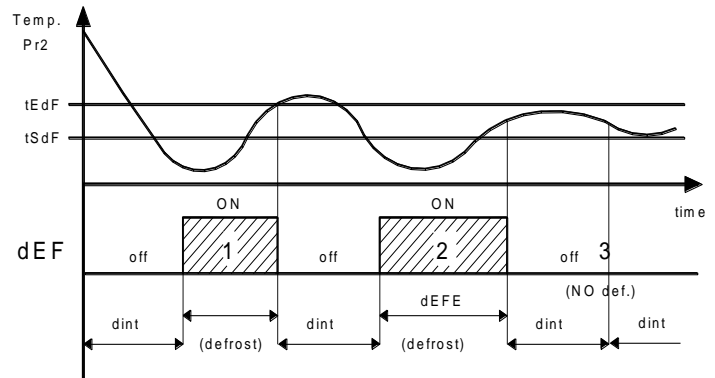 Temp.
Pr2
tEdF
tSdF
time
ON ON
dEF off 1 off 2 off 3
dEFE (NO def.)
dint (defrost) dint (defrost) dint dint